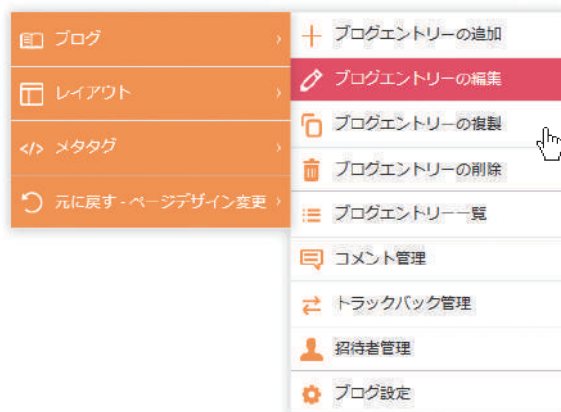 ブログ
レイアウト
</> メタタグ
元に戻す - ページデザイン変更
ブログエントリーの追加
ブログエントリーの編集
ブログエントリーの複製
ブログエントリーの削除
ブログエントリー一覧
コメント管理
トラックバック管理
招待者管理
ブログ設定